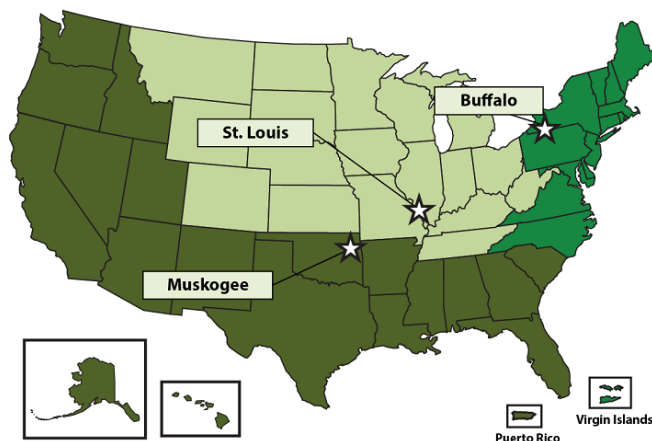 Buffalo
St. Louis
Muskogee
Virgin Islands
Puerto Rico